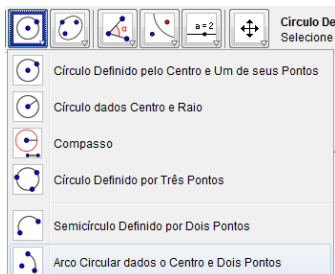 α
a=2
Círculo De
Selecione
Círculo Definido pelo Centro e Um de seus Pontos
Círculo dados Centro e Raio
Compasso
Círculo Definido por Três Pontos
Semicírculo Definido por Dois Pontos
Arco Circular dados o Centro e Dois Pontos